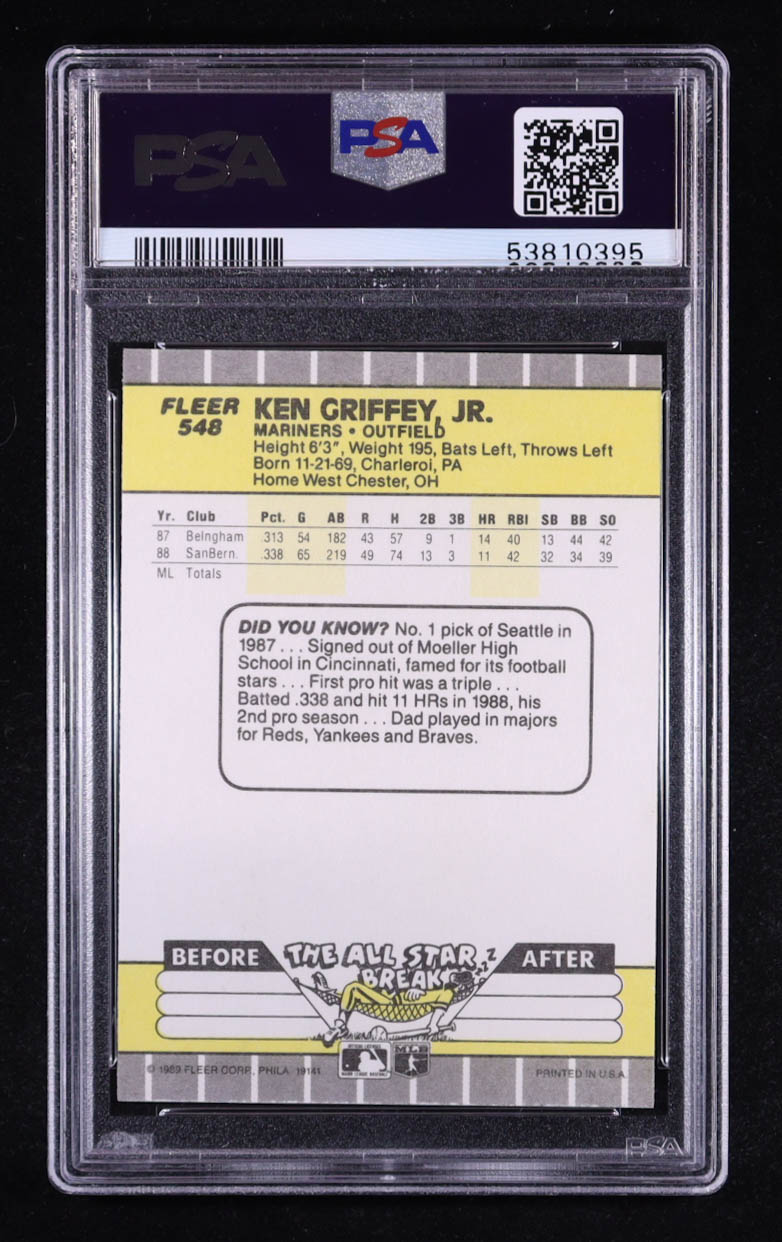 PSA PSA
53810395
FLEER 548
KEN GRIFFEY, JR.
MARINERS • OUTFIELD
Height 6'3", Weight 195, Bats Left, Throws Left
Born 11-21-69, Charleroi, PA
Home West Chester, OH
Yr. Club Pct. G AB R H 2B 3B HR RBI SB BB SO
87 Belngham .313 54 182 43 57 9 1 14 40 13 44 42
88 SanBern. .338 65 219 49 74 13 3 11 42 32 34 39
ML Totals
DID YOU KNOW? No. 1 pick of Seattle in
1987 . . . Signed out of Moeller High
School in Cincinnati, famed for its football
stars . . . First pro hit was a triple . . .
Batted .338 and hit 11 HRs in 1988, his
2nd pro season . . . Dad played in majors
for Reds, Yankees and Braves.
BEFORE THE ALL STAR AFTER
BREAK
MLB
© 1989 FLEER CORP., PHILA 19141 PRINTED IN U.S.A.
PSA